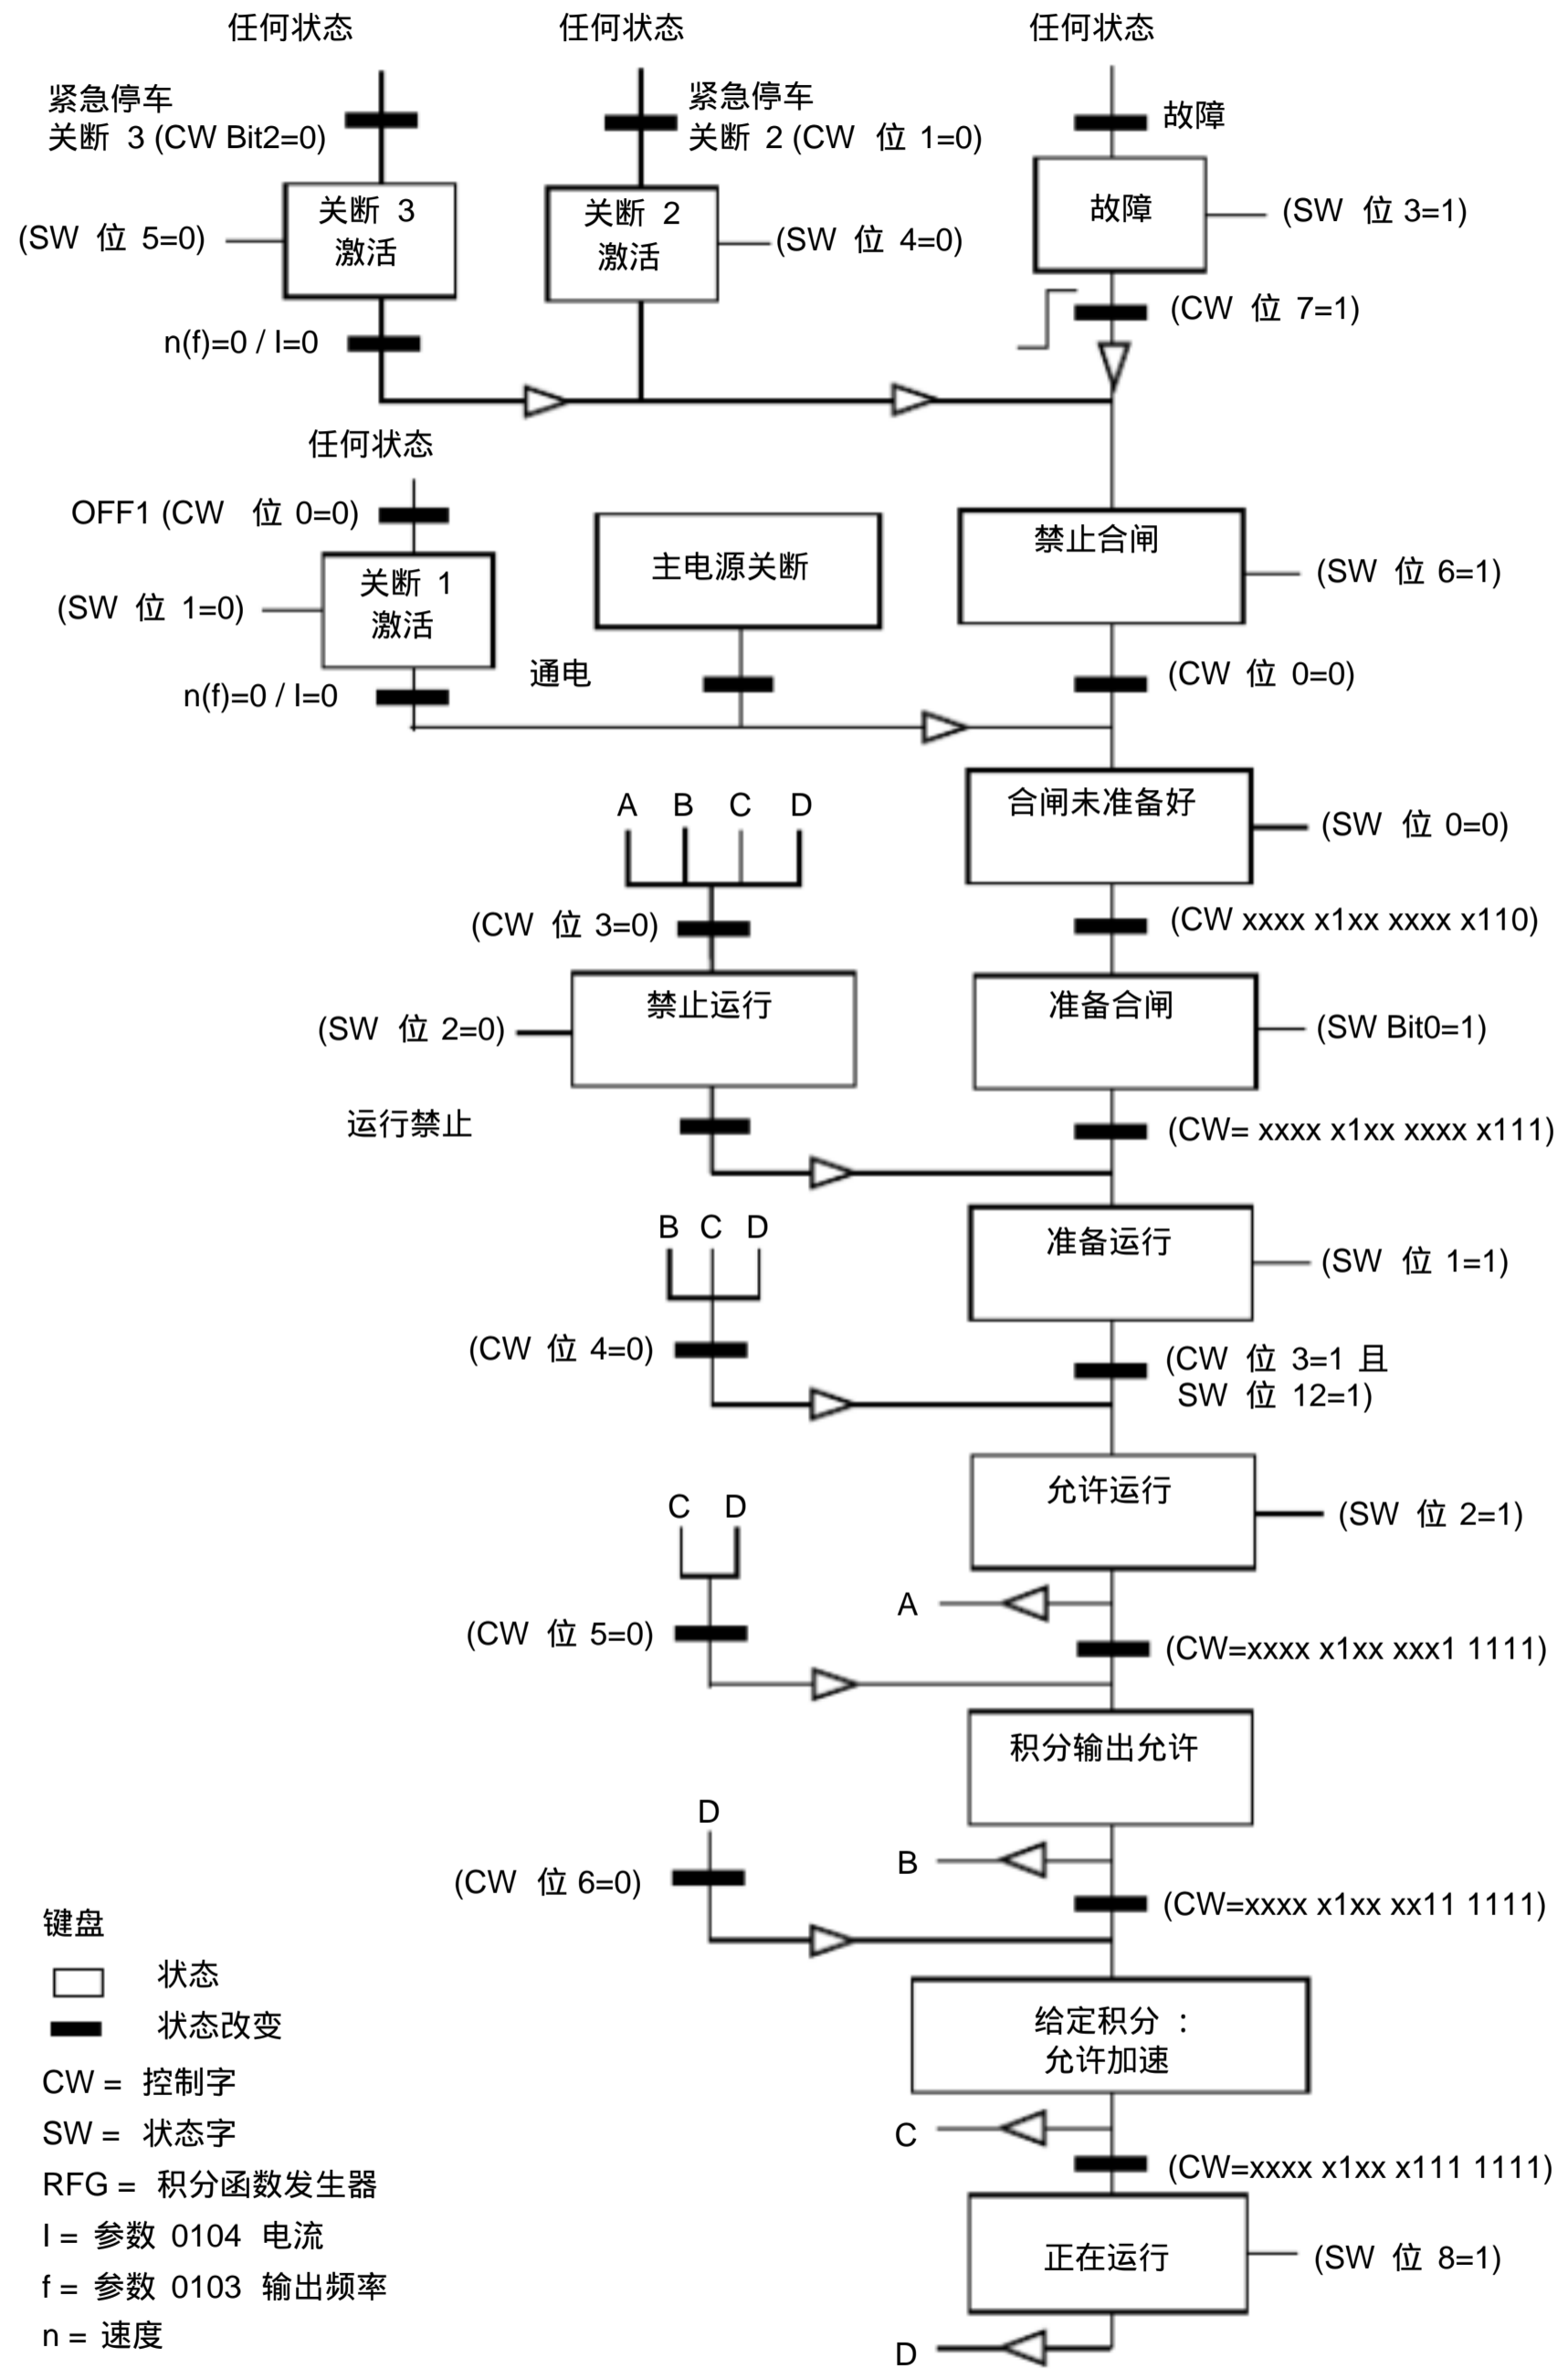 任何状态
任何状态
任何状态
紧急停车
关断 3 (CW Bit2=0)
紧急停车
关断 2 (CW 位 1=0)
故障
关断 3
激活
(SW 位 5=0)
关断 2
激活
(SW 位 4=0)
故障
(SW 位 3=1)
n(f)=0 / I=0
(CW 位 7=1)
任何状态
OFF1 (CW 位 0=0)
关断 1
激活
(SW 位 1=0)
n(f)=0 / I=0
主电源关断
通电
禁止合闸
(SW 位 6=1)
(CW 位 0=0)
合闸未准备好
(SW 位 0=0)
A B C D
(CW 位 3=0)
(CW xxxx x1xx xxxx x110)
禁止运行
(SW 位 2=0)
准备合闸
(SW Bit0=1)
运行禁止
(CW= xxxx x1xx xxxx x111)
B C D
准备运行
(SW 位 1=1)
(CW 位 4=0)
(CW 位 3=1 且
SW 位 12=1)
允许运行
(SW 位 2=1)
C D
A
(CW 位 5=0)
(CW=xxxx x1xx xxx1 1111)
积分输出允许
D
B
(CW 位 6=0)
(CW=xxxx x1xx xx11 1111)
给定积分 :
允许加速
C
(CW=xxxx x1xx x111 1111)
正在运行
(SW 位 8=1)
D
键盘
状态
状态改变
CW = 控制字
SW = 状态字
RFG = 积分函数发生器
I = 参数 0104 电流
f = 参数 0103 输出频率
n = 速度